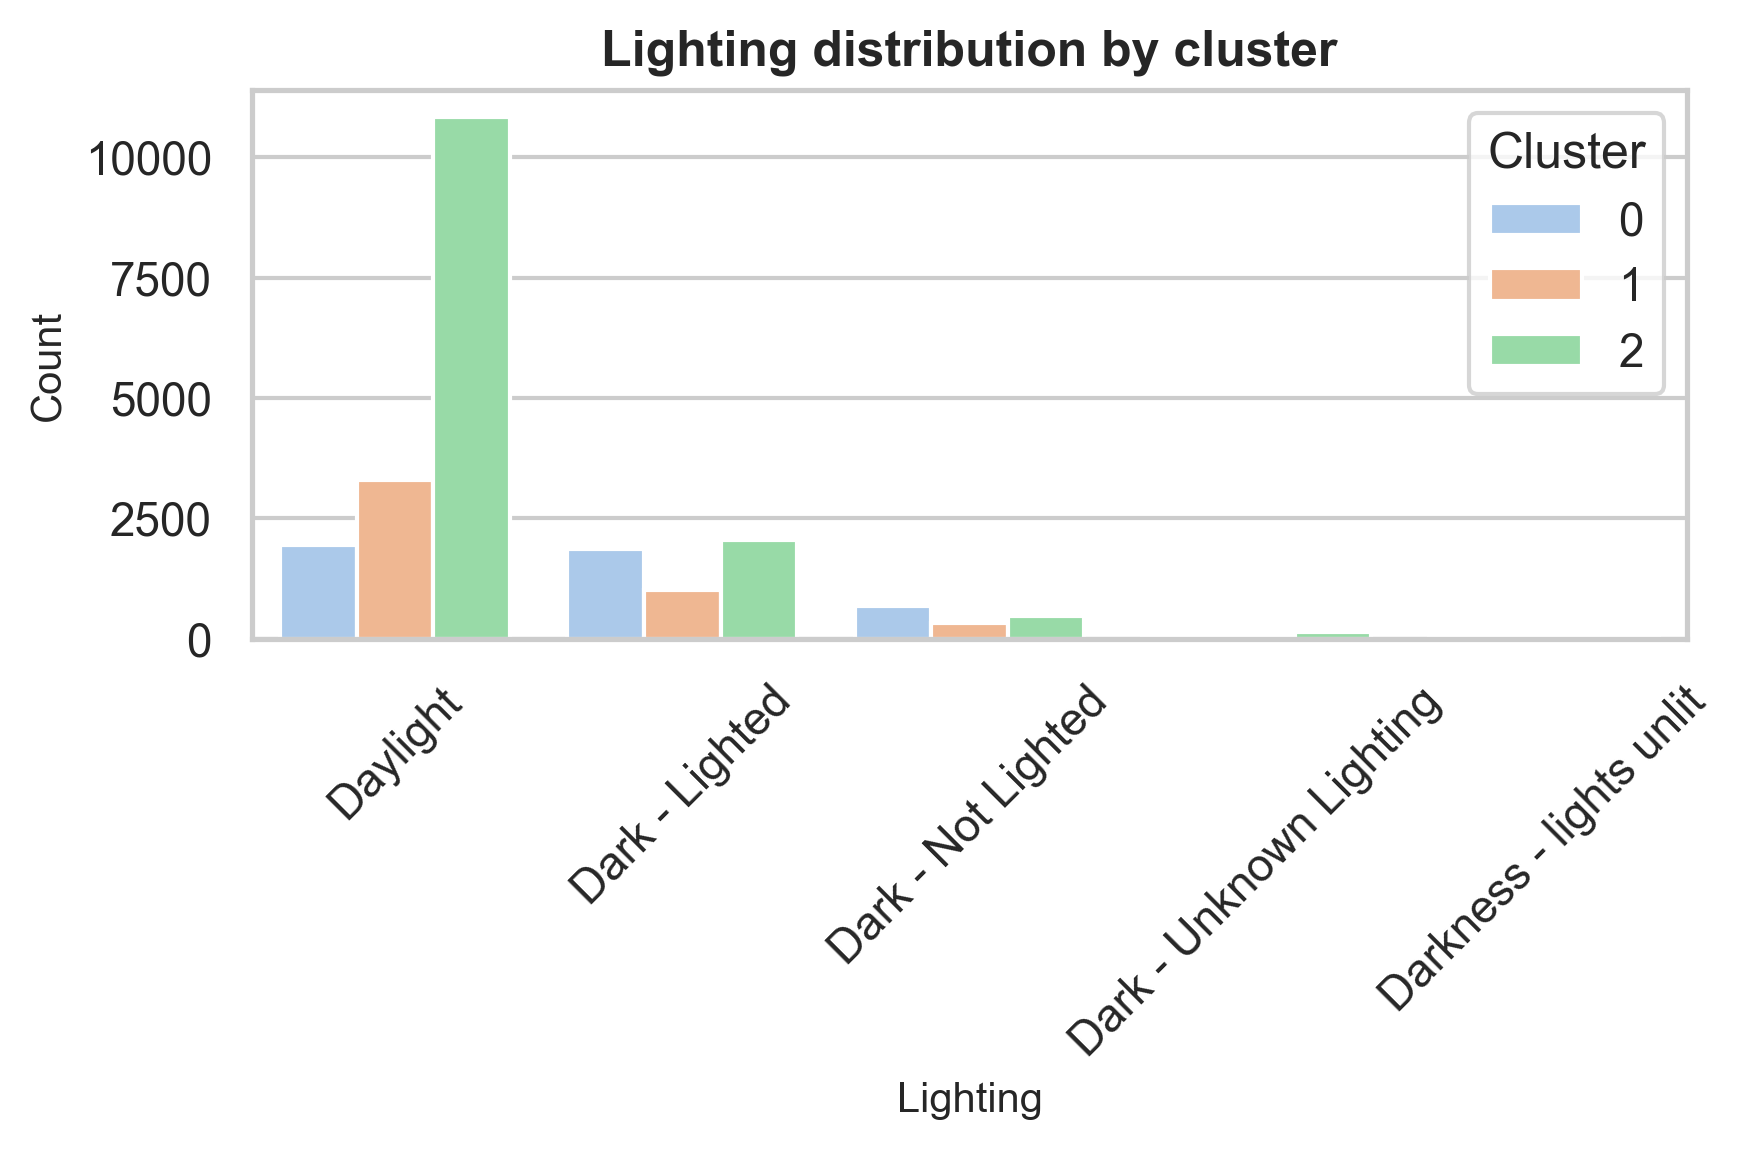 Lighting distribution by cluster
Count
10000
7500
5000
2500
0
Cluster
0
1
2
Daylight
Dark - Lighted
Dark - Not Lighted
Dark - Unknown Lighting
Darkness - lights unlit
Lighting